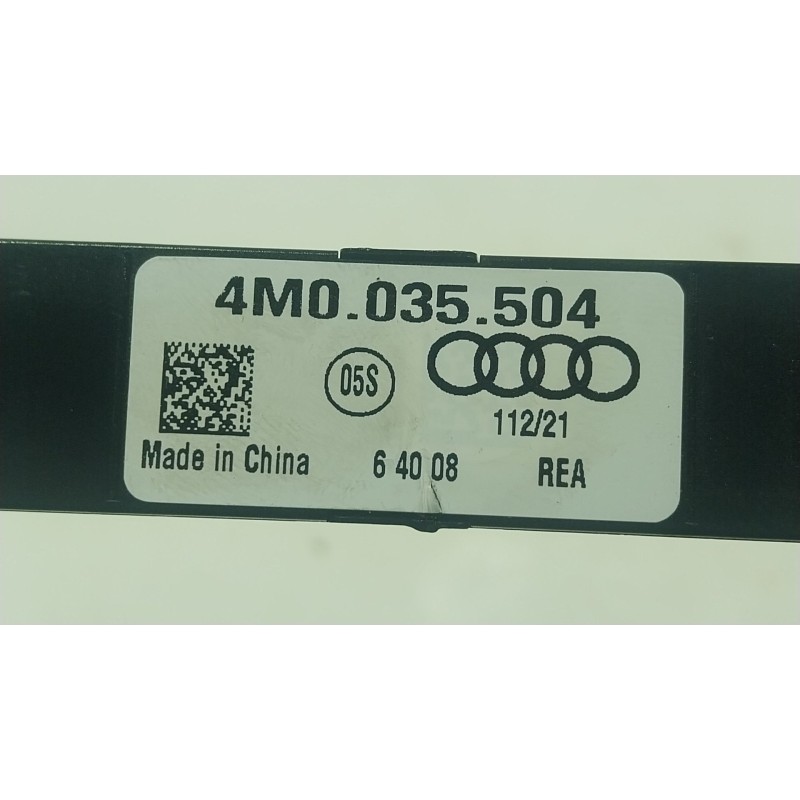 4M0.035.504
05S
112/21
Made in China 6 40 08 REA